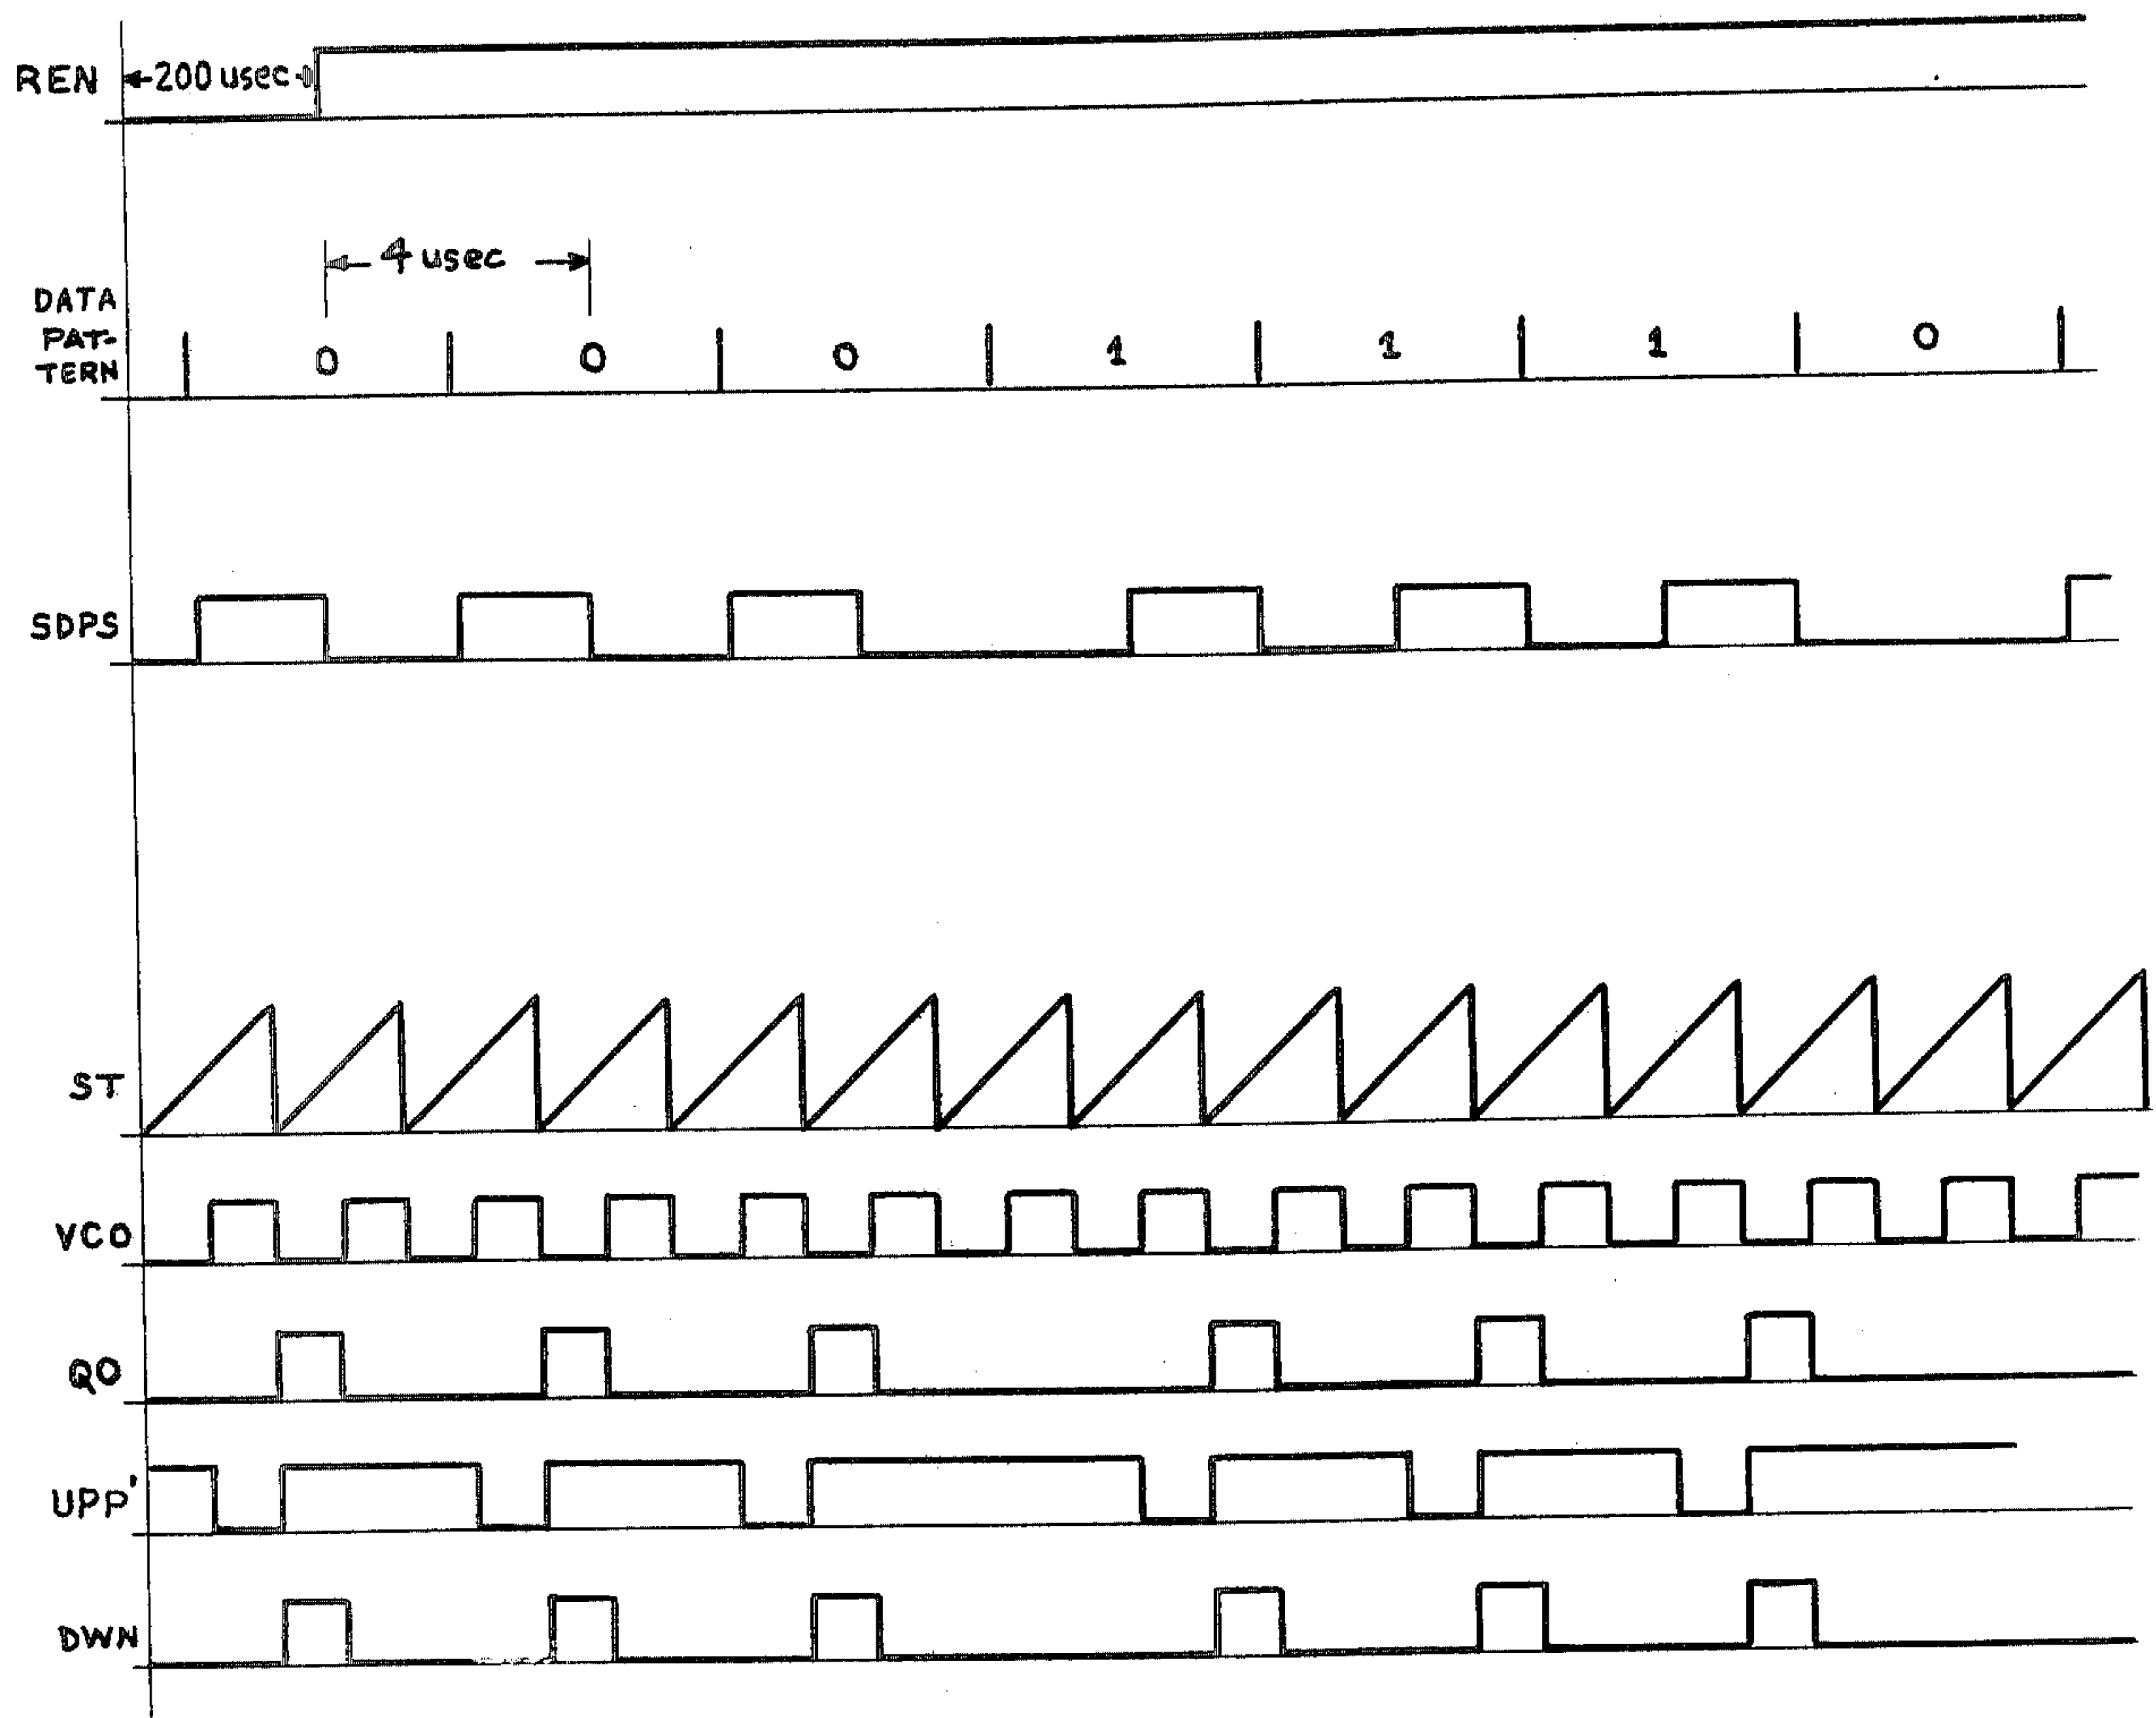 REN
200 usec
4 usec
DATA
PAT-
TERN
0 0 0 1 1 1 0
SDPS
ST
VCO
QO
UPP'
DWN